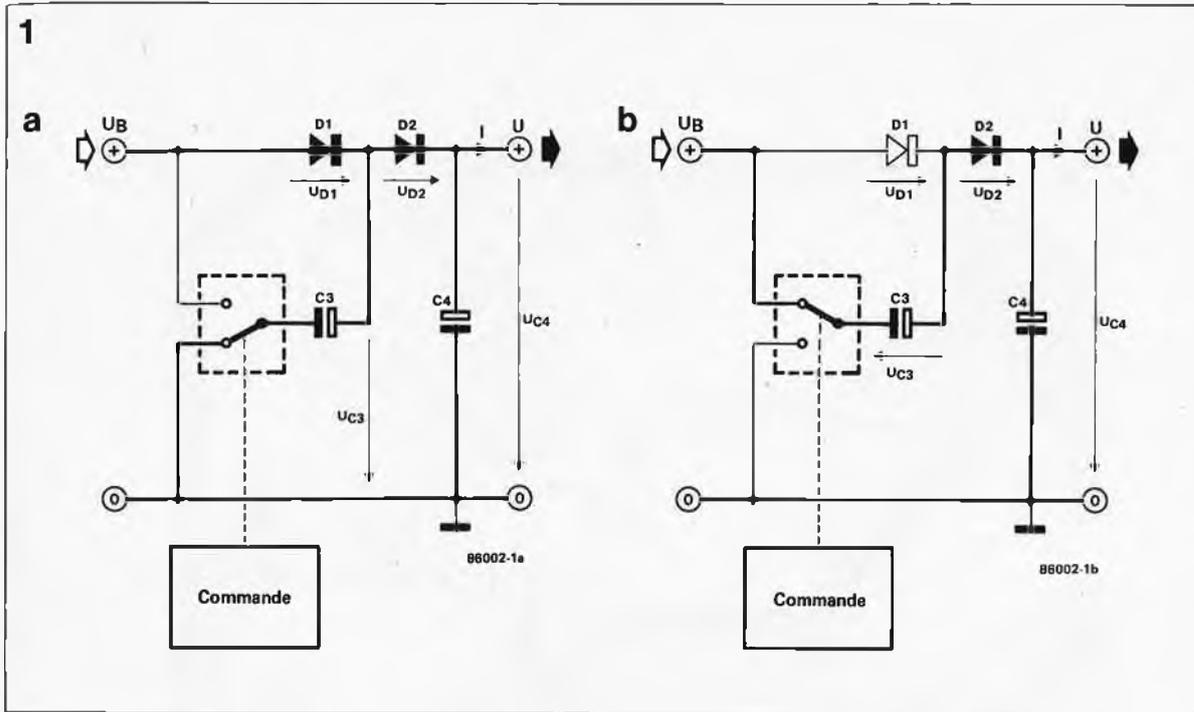 1
a
UB
D1
D2
I
U
UD1
UD2
C3
C4
UC4
UC3
0
0
86002-1a
Commande
b
UB
D1
D2
I
U
UD1
UD2
C3
C4
UC4
UC3
0
0
86002-1b
Commande